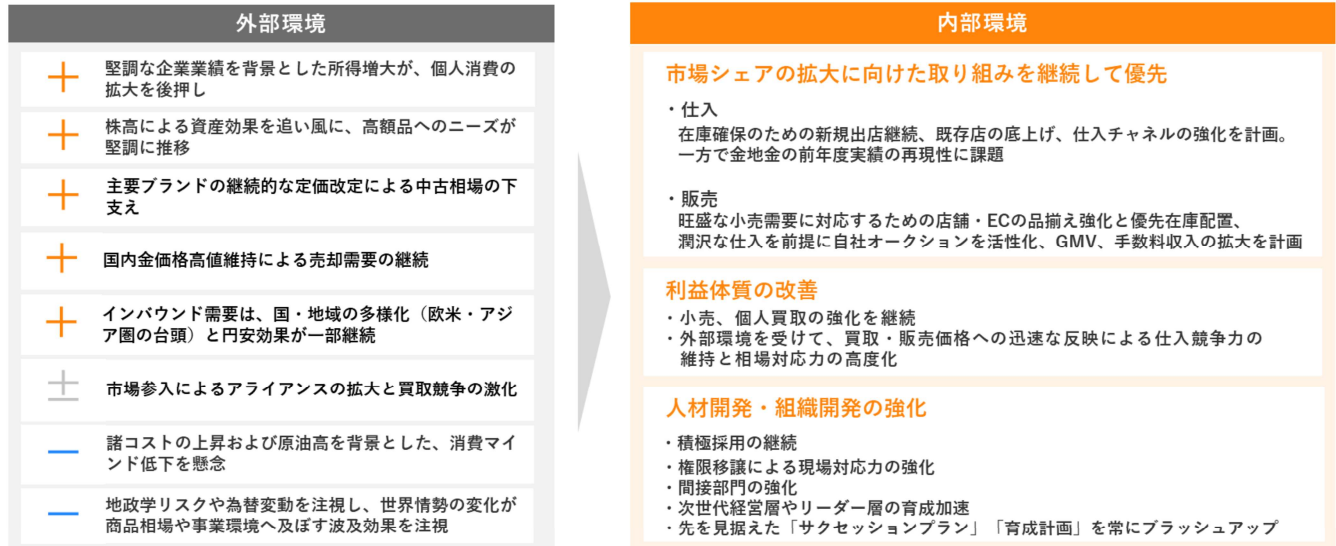 外部環境
＋
堅調な企業業績を背景とした所得増大が、個人消費の
拡大を後押し
＋
株高による資産効果を追い風に、高額品へのニーズが
堅調に推移
＋
主要ブランドの継続的な定価改定による中古相場の下
支え
＋
国内金価格高値維持による売却需要の継続
＋
インバウンド需要は、国・地域の多様化（欧米・アジ
ア圏の台頭）と円安効果が一部継続
±
市場参入によるアライアンスの拡大と買取競争の激化
－
諸コストの上昇および原油高を背景とした、消費マイ
ンド低下を懸念
－
地政学リスクや為替変動を注視し、世界情勢の変化が
商品相場や事業環境へ及ぼす波及効果を注視
内部環境
市場シェアの拡大に向けた取り組みを継続して優先
・仕入
在庫確保のための新規出店継続、既存店の底上げ、仕入チャネルの強化を計画。
一方で金地金の前年度実績の再現性に課題
・販売
旺盛な小売需要に対応するための店舗・ECの品揃え強化と優先在庫配置、
潤沢な仕入を前提に自社オークションを活性化、GMV、手数料収入の拡大を計画
利益体質の改善
・小売、個人買取の強化を継続
・外部環境を受けて、買取・販売価格への迅速な反映による仕入競争力の
維持と相場対応力の高度化
人材開発・組織開発の強化
・積極採用の継続
・権限移譲による現場対応力の強化
・間接部門の強化
・次世代経営層やリーダー層の育成加速
・先を見据えた「サクセッションプラン」「育成計画」を常にブラッシュアップ